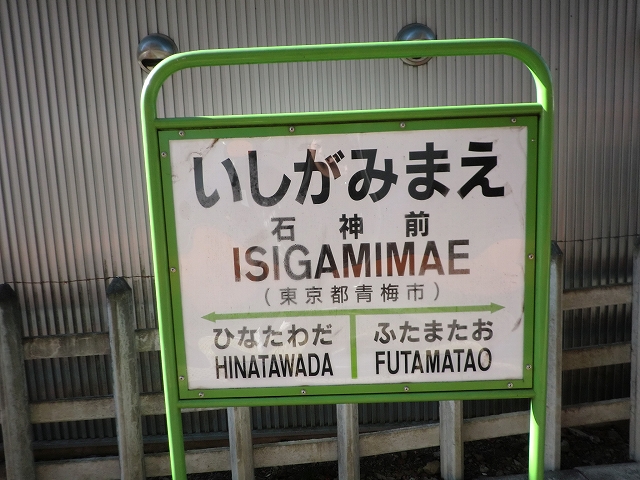 いしがみまえ
石神前
ISIGAMIMAE
(東京都青梅市)
ひなたわだ ふたまたお
HINATAWADA FUTAMATAO